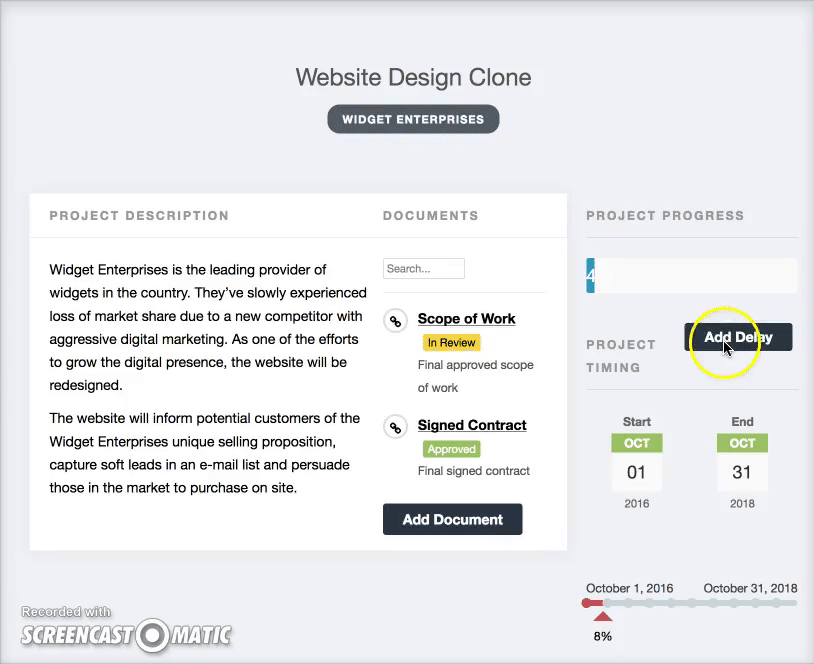 Website Design Clone
WIDGET ENTERPRISES
PROJECT DESCRIPTION
Widget Enterprises is the leading provider of
widgets in the country. They've slowly experienced
loss of market share due to a new competitor with
aggressive digital marketing. As one of the efforts
to grow the digital presence, the website will be
redesigned.
The website will inform potential customers of the
Widget Enterprises unique selling proposition,
capture soft leads in an e-mail list and persuade
those in the market to purchase on site.
DOCUMENTS
Search...
Scope of Work
In Review
Final approved scope
of work
Signed Contract
Approved
Final signed contract
Add Document
PROJECT PROGRESS
4
PROJECT
TIMING
Add Delay
Start
OCT
01
2016
End
OCT
31
2018
October 1, 2016
October 31, 2018
8%
Recorded with
SCREENCAST-O-MATIC